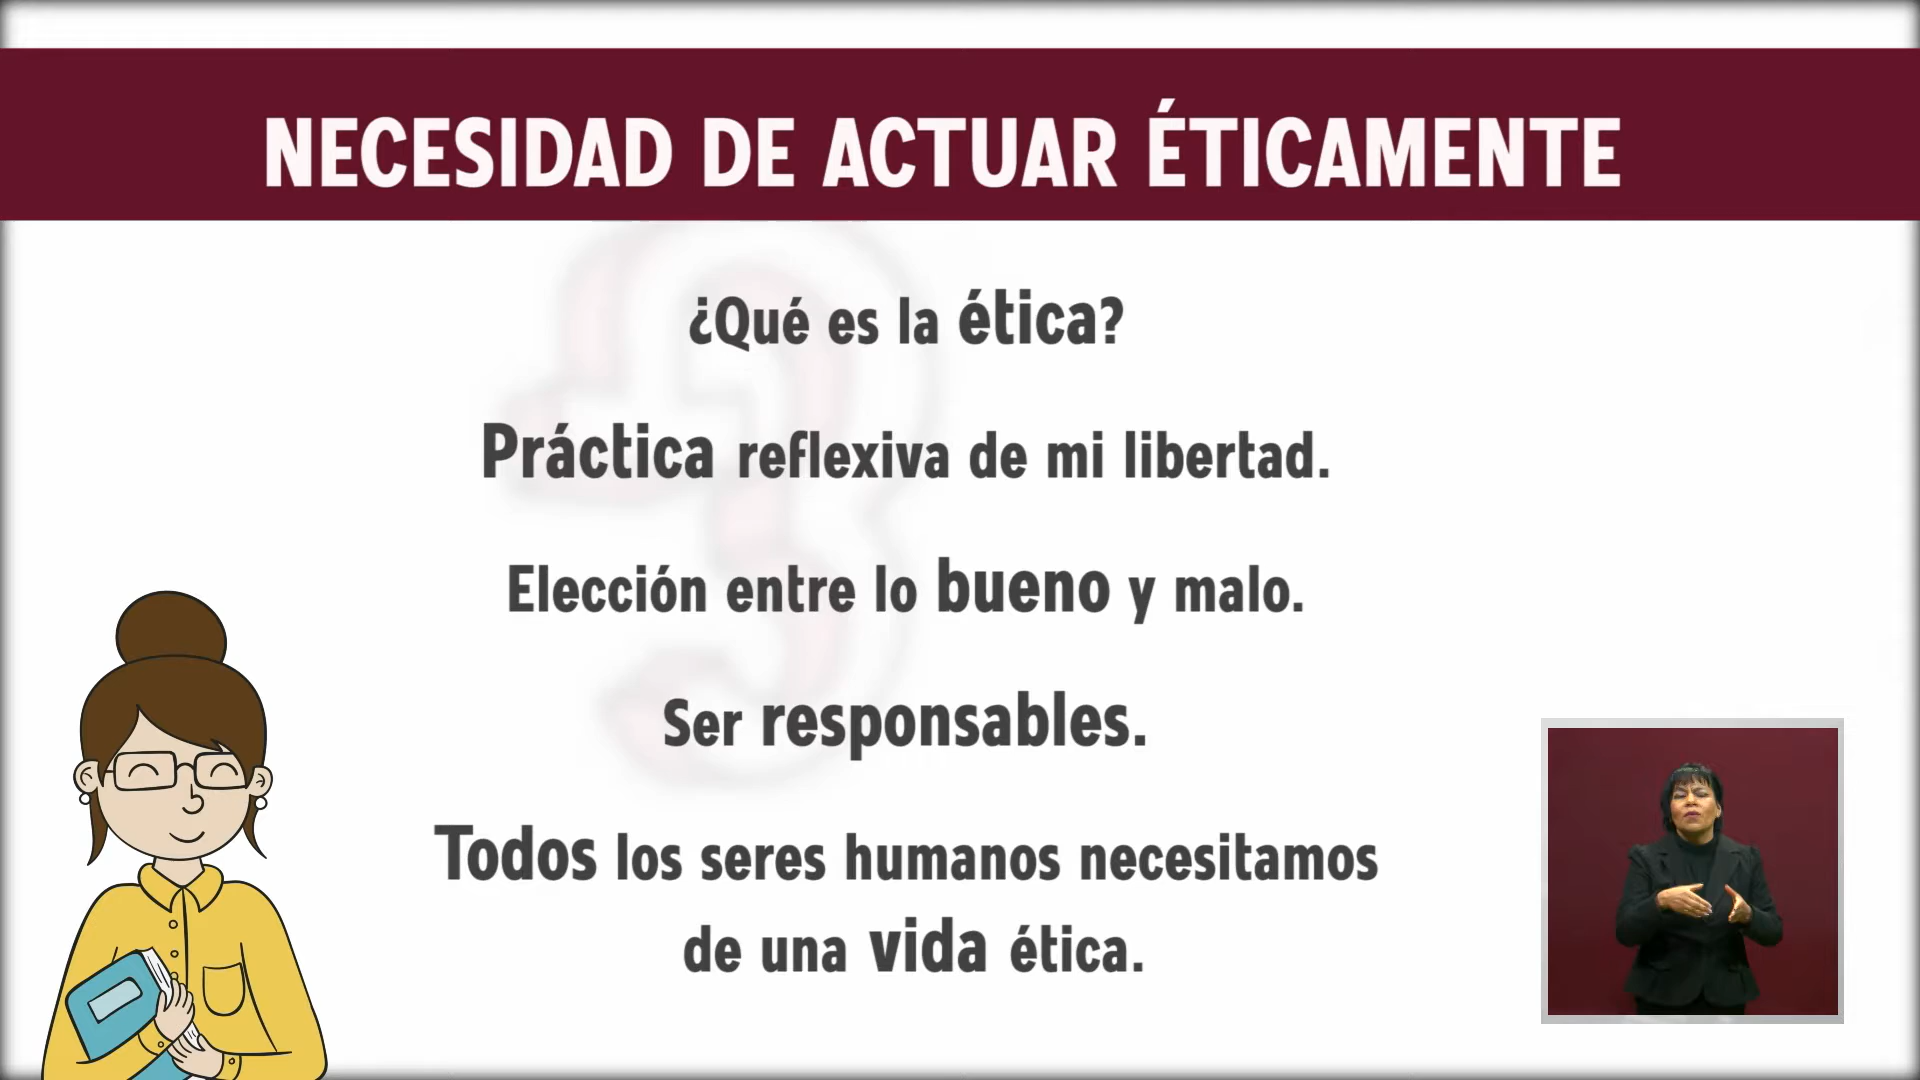 NECESIDAD DE ACTUAR ÉTICAMENTE
¿Qué es la ética?
Práctica reflexiva de mi libertad.
Elección entre lo bueno y malo.
Ser responsables.
Todos los seres humanos necesitamos
de una vida ética.